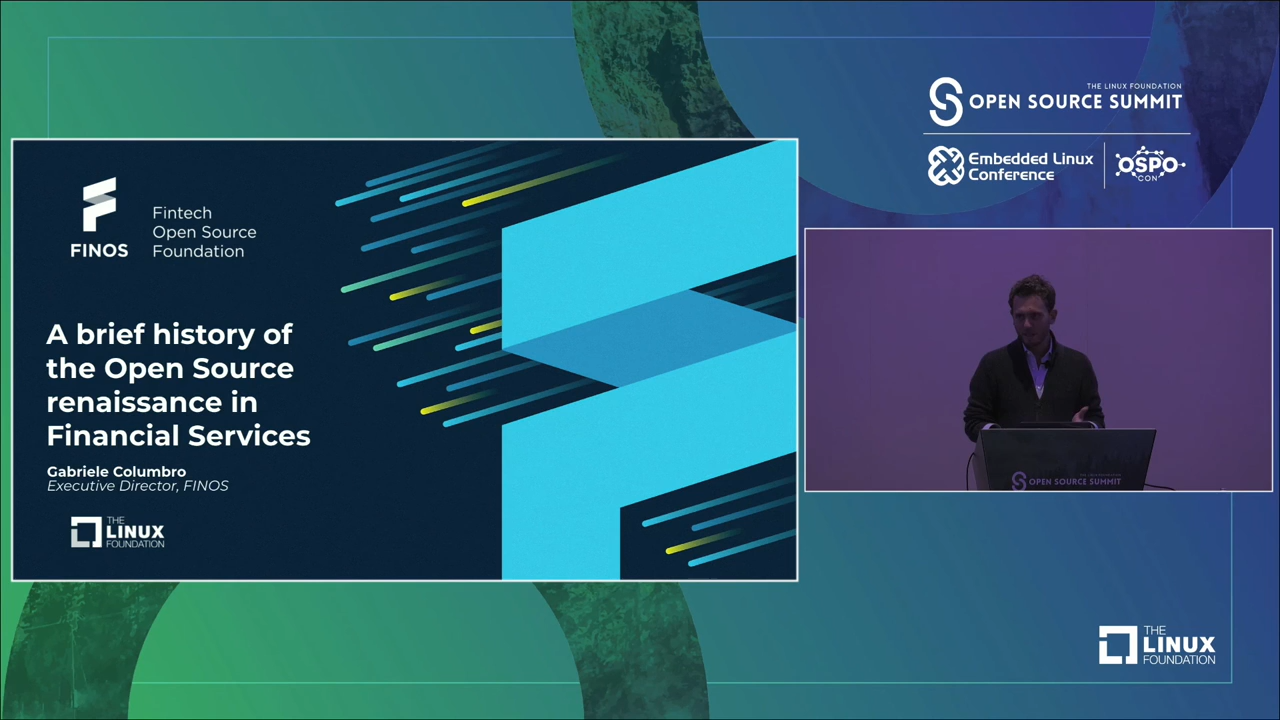 THE LINUX FOUNDATION
OPEN SOURCE SUMMIT
Embedded Linux
Conference
OSPO
CON
FINOS
Fintech
Open Source
Foundation
A brief history of
the Open Source
renaissance in
Financial Services
Gabriele Columbro
Executive Director, FINOS
THE
LINUX
FOUNDATION
OPEN SOURCE SUMMIT
THE
LINUX
FOUNDATION